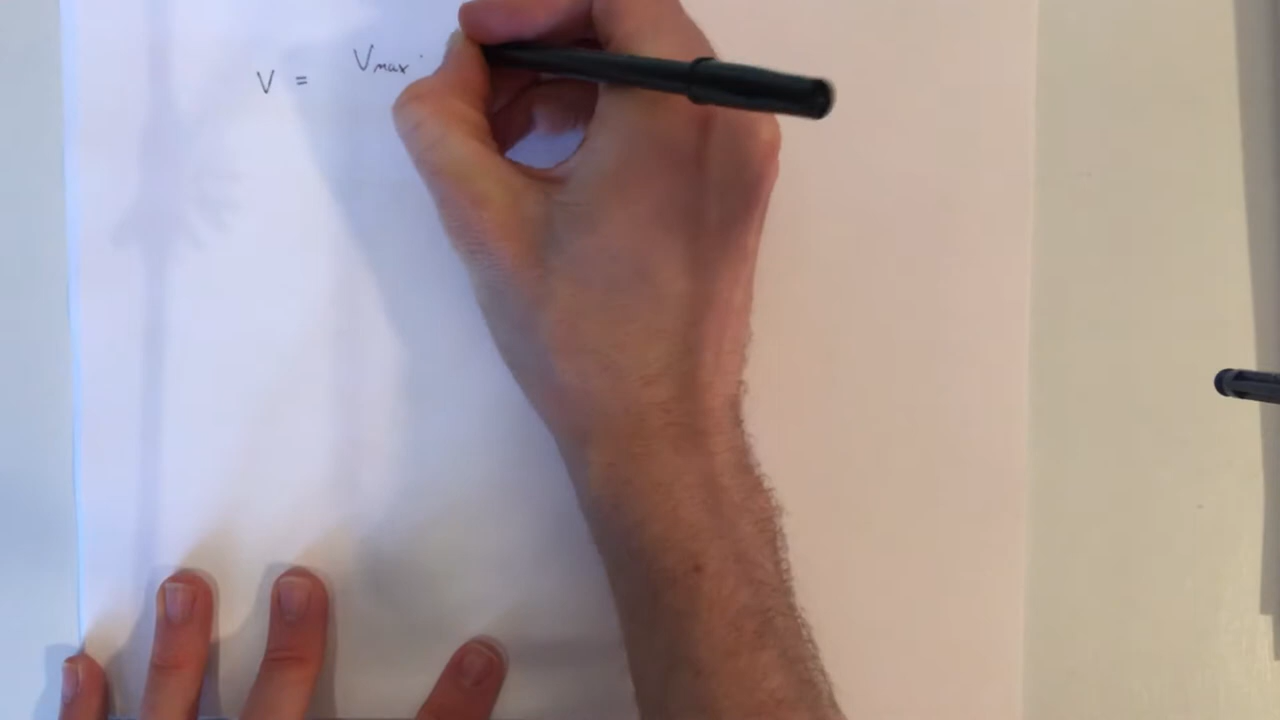 V = Vmax ·